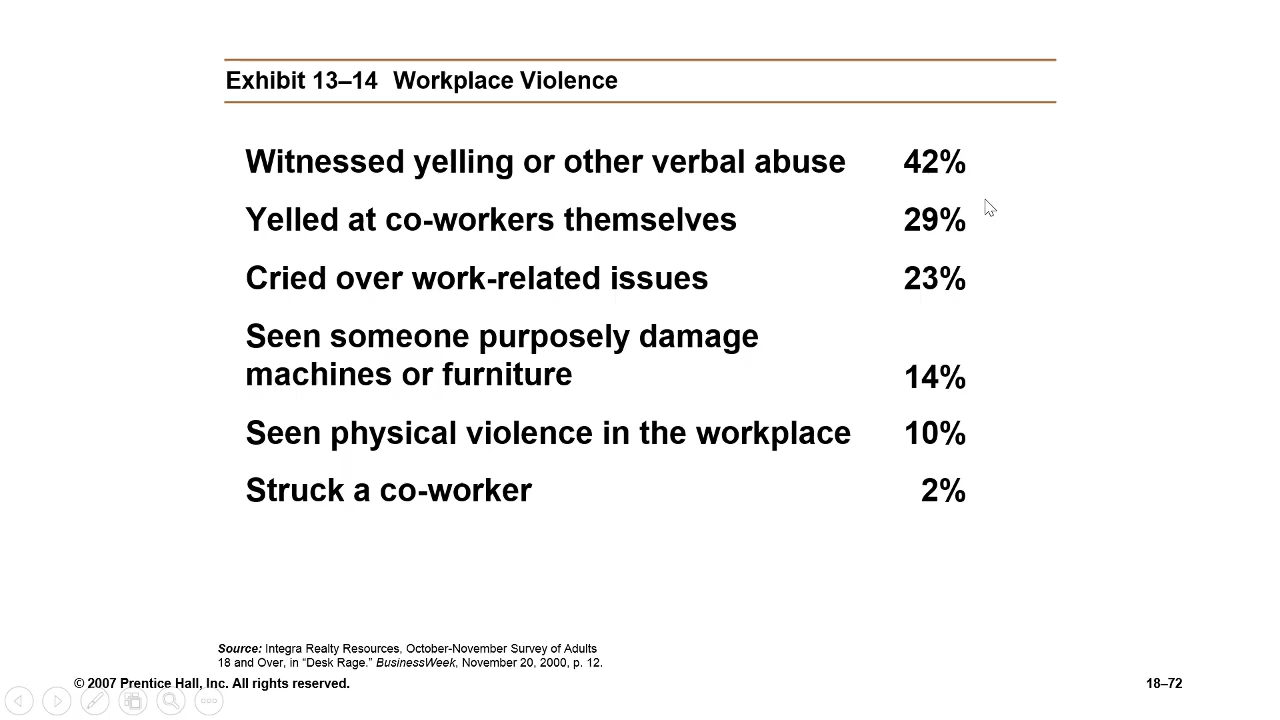 Exhibit 13–14 Workplace Violence
Witnessed yelling or other verbal abuse 42%
Yelled at co-workers themselves 29%
Cried over work-related issues 23%
Seen someone purposely damage
machines or furniture 14%
Seen physical violence in the workplace 10%
Struck a co-worker 2%
Source: Integra Realty Resources, October-November Survey of Adults
18 and Over, in “Desk Rage.” BusinessWeek, November 20, 2000, p. 12.
© 2007 Prentice Hall, Inc. All rights reserved. 18–72